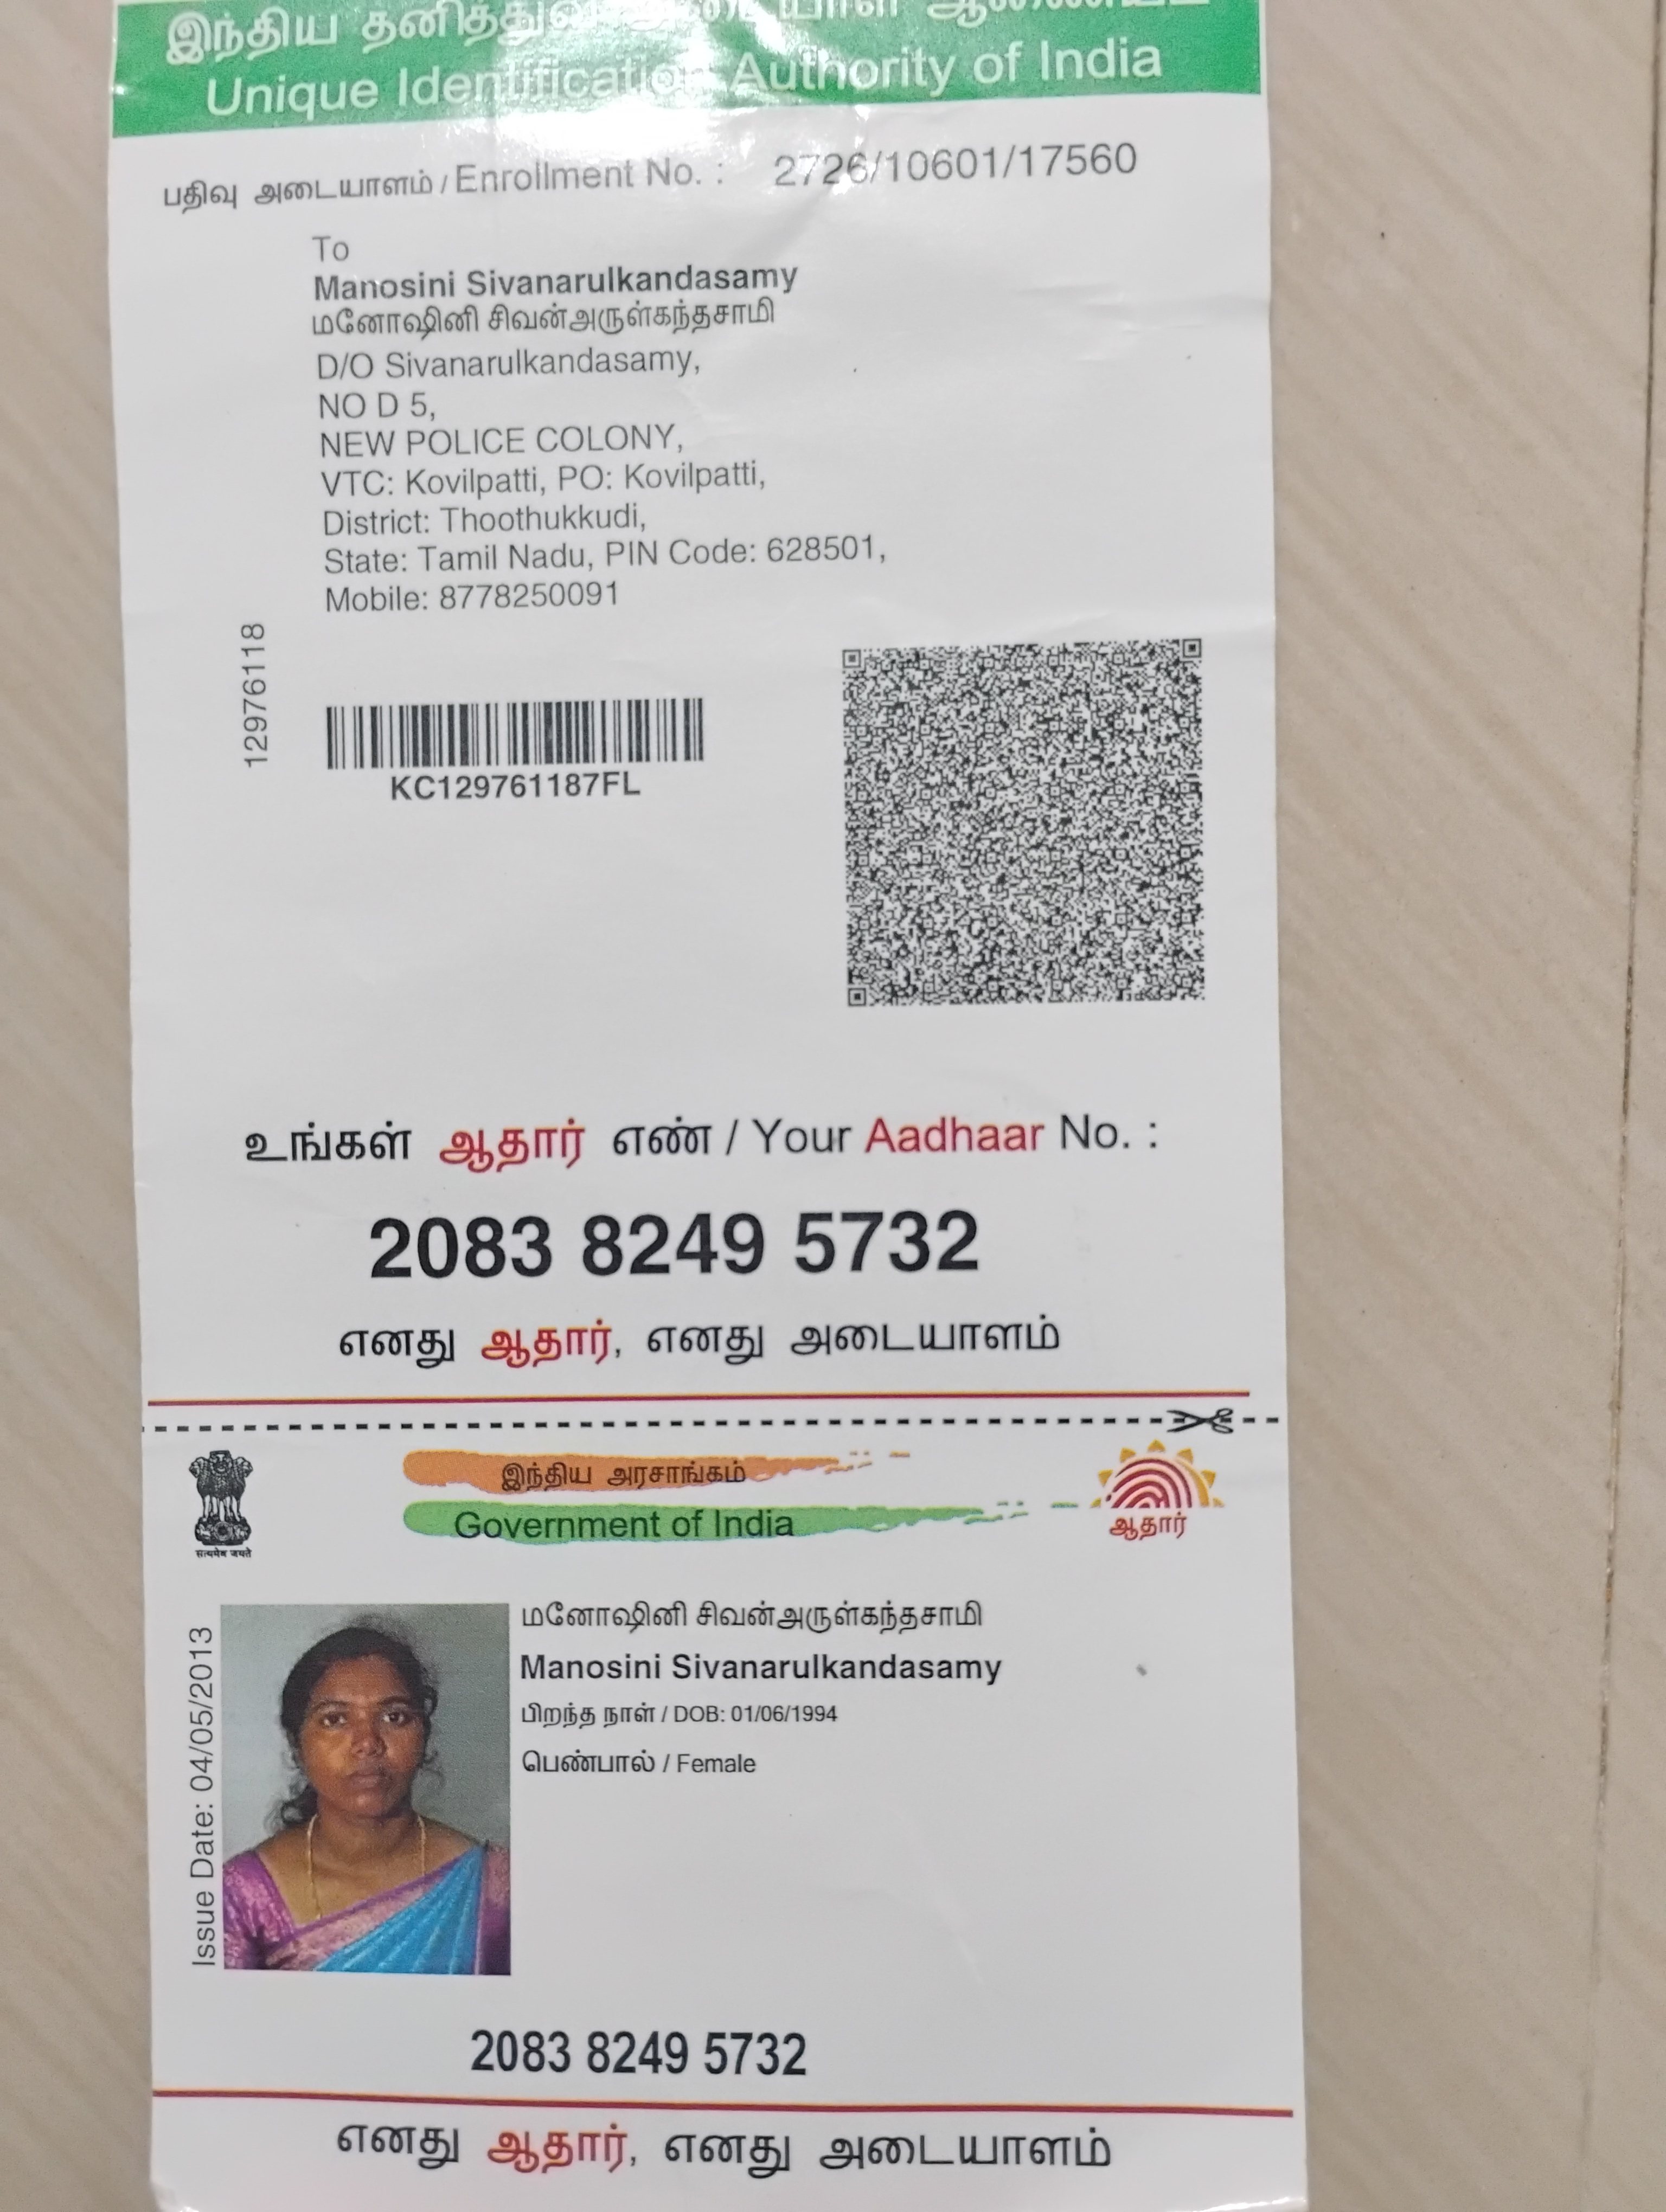 இந்திய
Unique Identification Authority of India
பதிவு அடையாளம் / Enrollment No. : 2726/10601/17560
To
Manosini Sivanarulkandasamy
மனோஷினி சிவன்அருள்கந்தசாமி
D/O Sivanarulkandasamy,
NO D 5,
NEW POLICE COLONY,
VTC: Kovilpatti, PO: Kovilpatti,
District: Thoothukkudi,
State: Tamil Nadu, PIN Code: 628501,
Mobile: 8778250091
12976118
KC129761187FL
உங்கள் ஆதார் எண் / Your Aadhaar No. :
2083 8249 5732
எனது ஆதார், எனது அடையாளம்
सत्यमेव जयते
இந்திய அரசாங்கம்
Government of India
ஆதார்
Issue Date: 04/05/2013
மனோஷினி சிவன்அருள்கந்தசாமி
Manosini Sivanarulkandasamy
பிறந்த நாள் / DOB: 01/06/1994
பெண்பால் / Female
2083 8249 5732
எனது ஆதார், எனது அடையாளம்